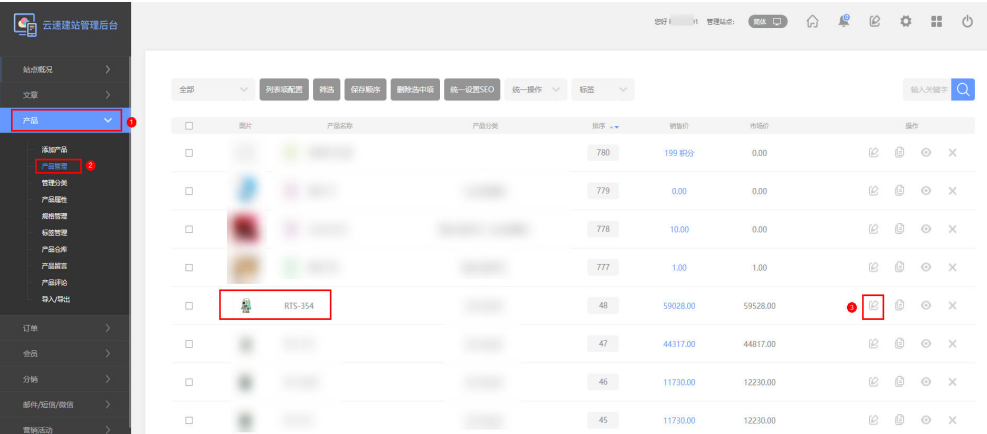 云速建站管理后台
您好
管理站点:
简体
站点概况
文章
产品
1
添加产品
产品管理
2
管理分类
产品属性
规格管理
标签管理
产品仓库
产品留言
产品评论
导入/导出
订单
会员
分销
邮件/短信/微信
营销活动
全部
列表项配置
筛选
保存顺序
删除选中项
统一设置SEO
统一操作
标签
输入关键字
图片 产品名称 产品分类 排序 销售价 市场价 操作
780 199 积分 0.00
779 0.00 0.00
778 10.00 0.00
777 1.00 1.00
RTS-354 48 59028.00 59528.00 3
47 44317.00 44817.00
46 11730.00 12230.00
45 11730.00 12230.00